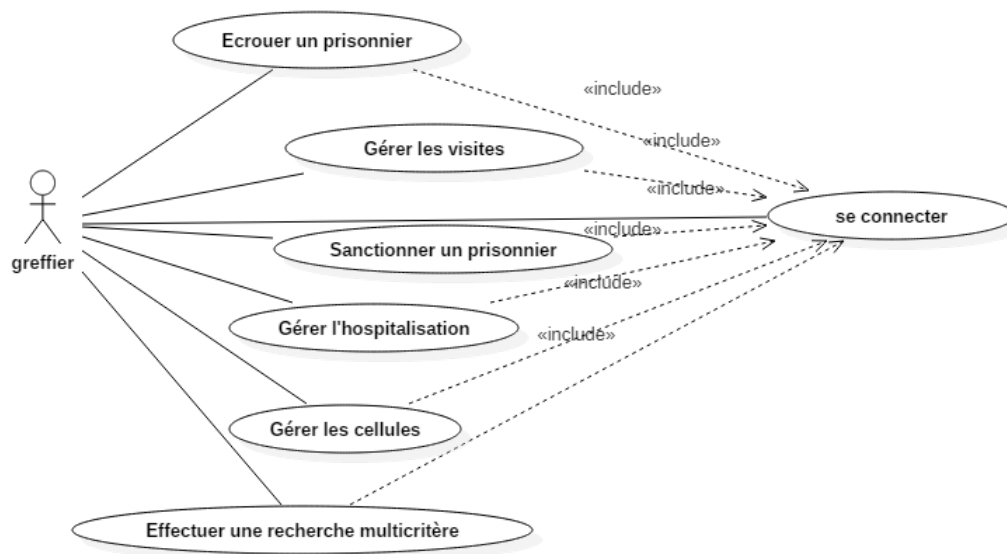 Ecrouer un prisonnier
«include»
«include»
Gérer les visites
«include»
se connecter
«include»
Sanctionner un prisonnier
greffier
«include»
Gérer l'hospitalisation
«include»
Gérer les cellules
Effectuer une recherche multicritère